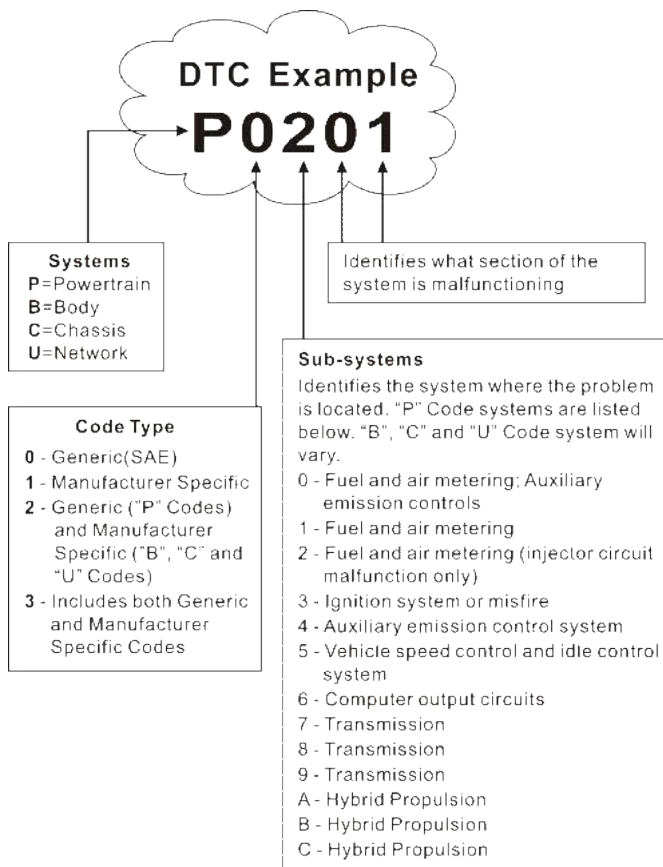 DTC Example
P0201
Systems
P=Powertrain
B=Body
C=Chassis
U=Network
Identifies what section of the
system is malfunctioning
Code Type
0 - Generic(SAE)
1 - Manufacturer Specific
2 - Generic ("P" Codes)
and Manufacturer
Specific ("B", "C" and
"U" Codes)
3 - Includes both Generic
and Manufacturer
Specific Codes
Sub-systems
Identifies the system where the problem
is located. "P" Code systems are listed
below. "B", "C" and "U" Code system will
vary.
0 - Fuel and air metering; Auxiliary
emission controls
1 - Fuel and air metering
2 - Fuel and air metering (injector circuit
malfunction only)
3 - Ignition system or misfire
4 - Auxiliary emission control system
5 - Vehicle speed control and idle control
system
6 - Computer output circuits
7 - Transmission
8 - Transmission
9 - Transmission
A - Hybrid Propulsion
B - Hybrid Propulsion
C - Hybrid Propulsion